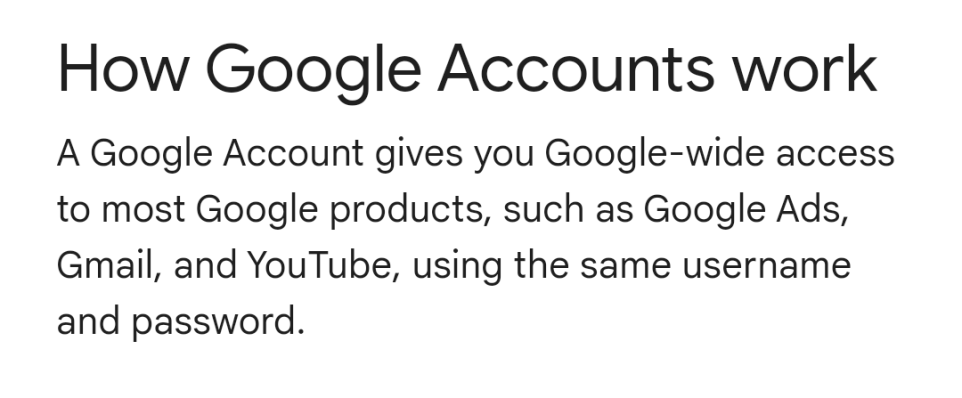 How Google Accounts work
A Google Account gives you Google-wide access
to most Google products, such as Google Ads,
Gmail, and YouTube, using the same username
and password.